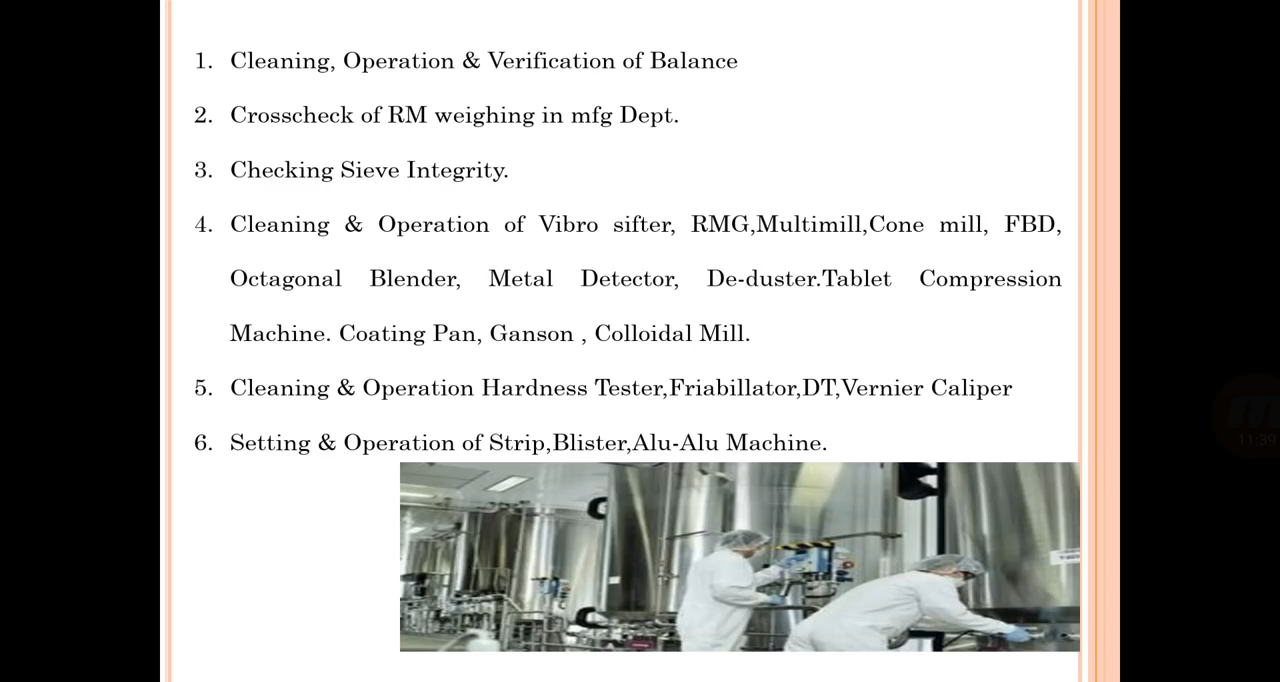 1. Cleaning, Operation & Verification of Balance
2. Crosscheck of RM weighing in mfg Dept.
3. Checking Sieve Integrity.
4. Cleaning & Operation of Vibro sifter, RMG,Multimill,Cone mill, FBD,
Octagonal Blender, Metal Detector, De-duster.Tablet Compression
Machine. Coating Pan, Ganson , Colloidal Mill.
5. Cleaning & Operation Hardness Tester,Friabillator,DT,Vernier Caliper
6. Setting & Operation of Strip,Blister,Alu-Alu Machine.
11:39